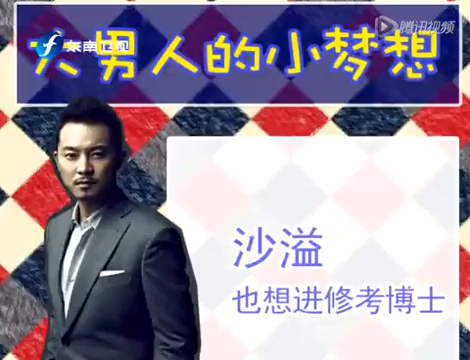 腾讯视频
东南卫视
大男人的小梦想
沙溢
也想进修考博士